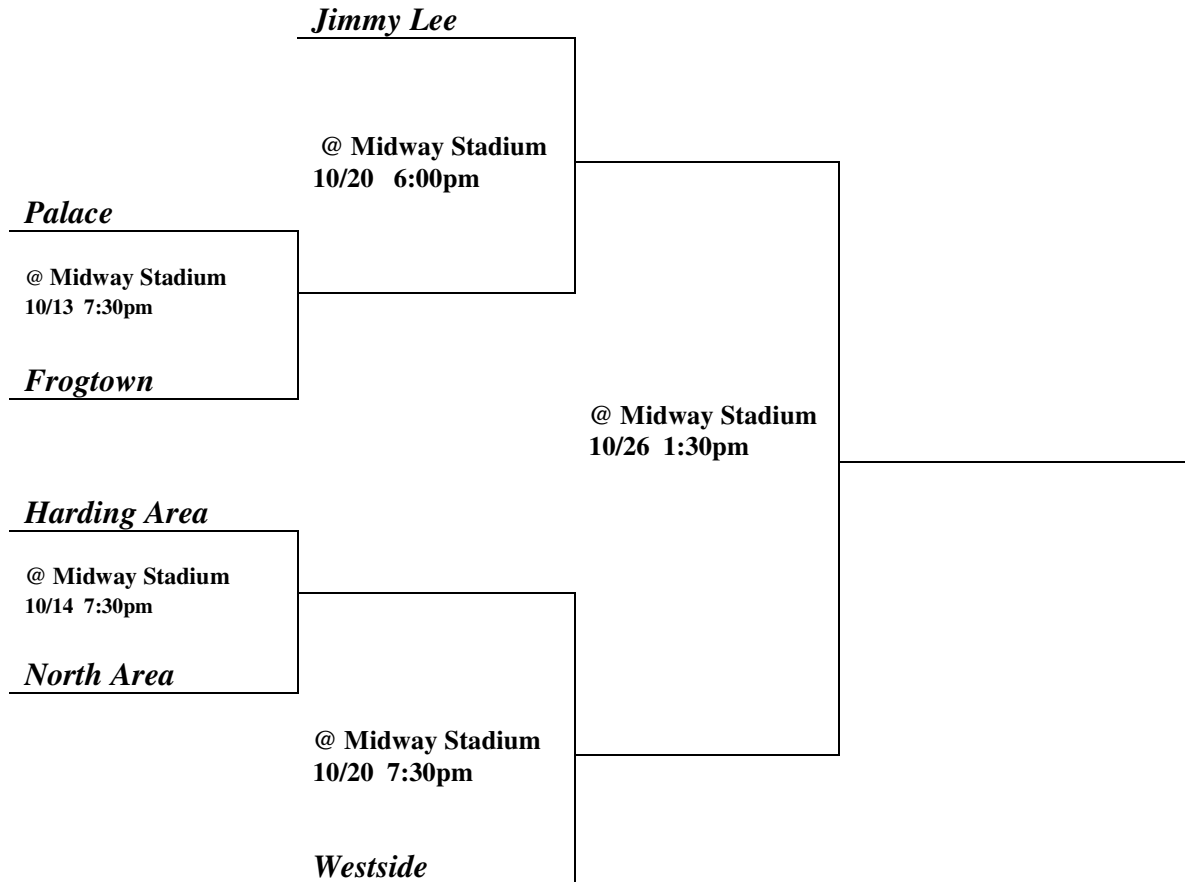 Jimmy Lee
@ Midway Stadium
10/20 6:00pm
Palace
@ Midway Stadium
10/13 7:30pm
Frogtown
@ Midway Stadium
10/26 1:30pm
Harding Area
@ Midway Stadium
10/14 7:30pm
North Area
@ Midway Stadium
10/20 7:30pm
Westside